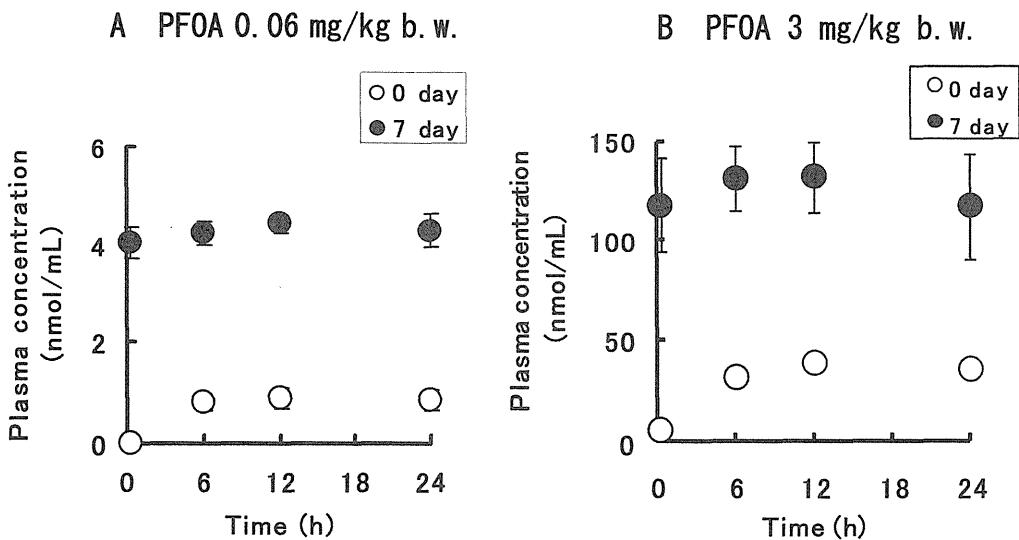 A PFOA 0.06 mg/kg b.w.
0 day
7 day
6
4
2
0
0 6 12 18 24
Time (h)
Plasma concentration
(nmol/mL)
B PFOA 3 mg/kg b.w.
0 day
7 day
150
100
50
0
0 6 12 18 24
Time (h)
Plasma concentration
(nmol/mL)